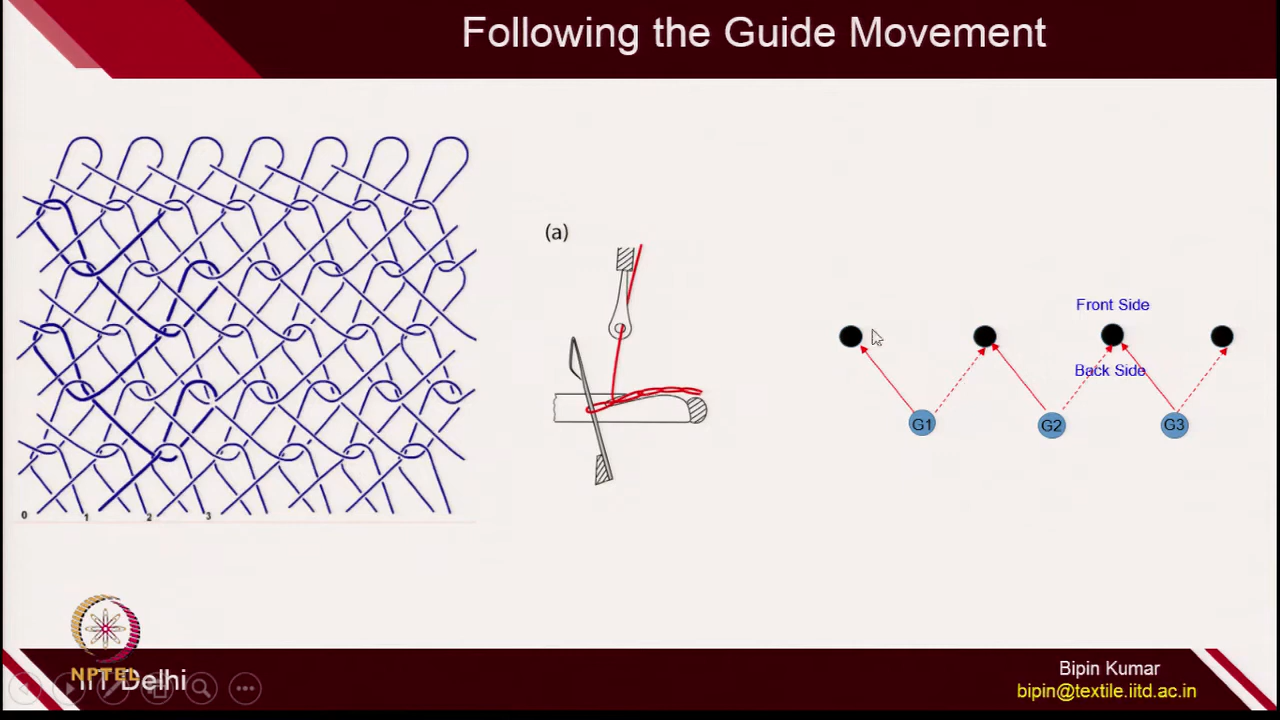 Following the Guide Movement
(a)
Front Side
Back Side
G1
G2
G3
0
1
2
3
NPTEL
IIT Delhi
Bipin Kumar
bipin@textile.iitd.ac.in